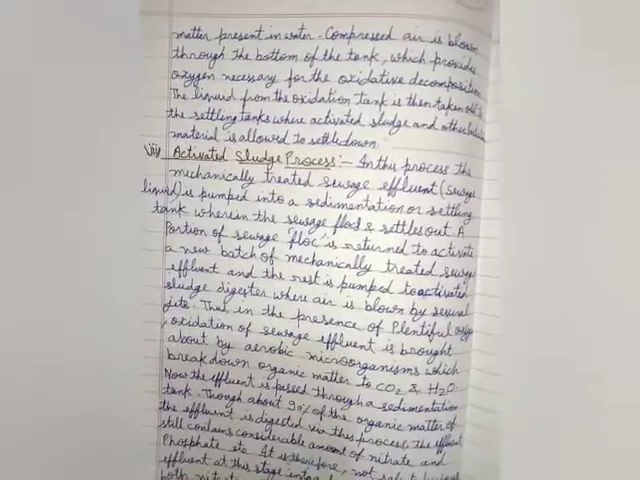 matter present in water. Compressed air is blown
through the bottom of the tank, which provides
oxygen necessary for the oxidative decomposition
The liquid from the oxidation tank is then taken
the settling tanks where activated sludge and other
material is allowed to settle down
Activated Sludge Process:- In this process the
mechanically treated sewage effluent (sewage
liquid) is pumped into a sedimentation or settling
tank wherein the sewage flocs & settles out. A
Portion of sewage 'floc' is returned to activate
a new batch of mechanically treated sewage
effluent and the rest is pumped to activated
sludge digester where air is blown by several
jets. Thus, in the presence of Plentiful oxygen
oxidation of sewage effluent is brought
about by aerobic microorganisms which
breakdown organic matter to CO2 & H2O.
Now the effluent is passed through a sedimentation
tank. Though about 90% of the organic matter of
the effluent is digested via this process, the effluent
still contains considerable amount of nitrate and
Phosphate etc. It is therefore, not safe to
effluent at this stage into
both